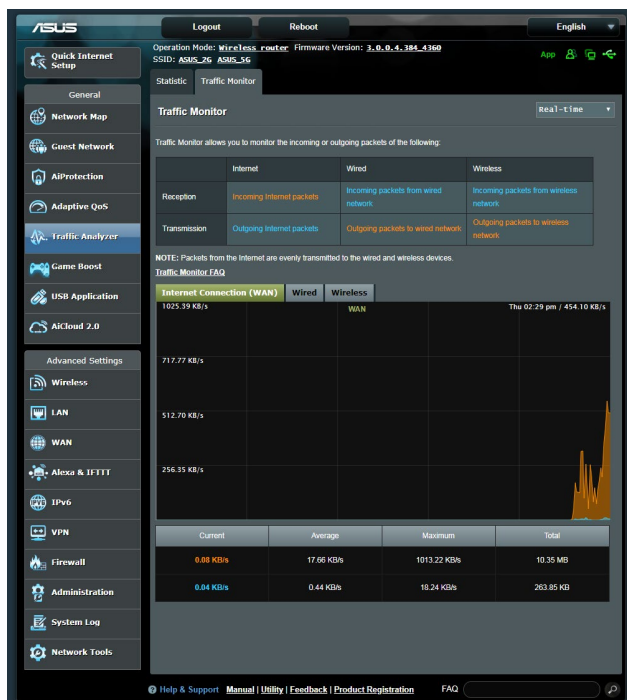 ASUS
Logout
Reboot
English
Quick Internet
Setup
General
Network Map
Guest Network
AiProtection
Adaptive QoS
Traffic Analyzer
Game Boost
USB Application
AiCloud 2.0
Advanced Settings
Wireless
LAN
WAN
Alexa & IFTTT
IPv6
VPN
Firewall
Administration
System Log
Network Tools
Operation Mode: Wireless router Firmware Version: 3.0.0.4.384_4360
SSID: ASUS_2G ASUS_5G
App
Statistic Traffic Monitor
Traffic Monitor
Real-time
Traffic Monitor allows you to monitor the incoming or outgoing packets of the following:
Internet Wired Wireless
Reception
Incoming Internet packets
Incoming packets from wired
network
Incoming packets from wireless
network
Transmission
Outgoing Internet packets
Outgoing packets to wired network
Outgoing packets to wireless
network
NOTE: Packets from the Internet are evenly transmitted to the wired and wireless devices.
Traffic Monitor FAQ
Internet Connection (WAN) Wired Wireless
1025.39 KB/s
WAN
Thu 02:29 pm / 454.10 KB/s
717.77 KB/s
512.70 KB/s
256.35 KB/s
Current Average Maximum Total
0.08 KB/s 17.66 KB/s 1013.22 KB/s 10.35 MB
0.04 KB/s 0.44 KB/s 18.24 KB/s 263.85 KB
Help & Support Manual | Utility | Feedback | Product Registration FAQ